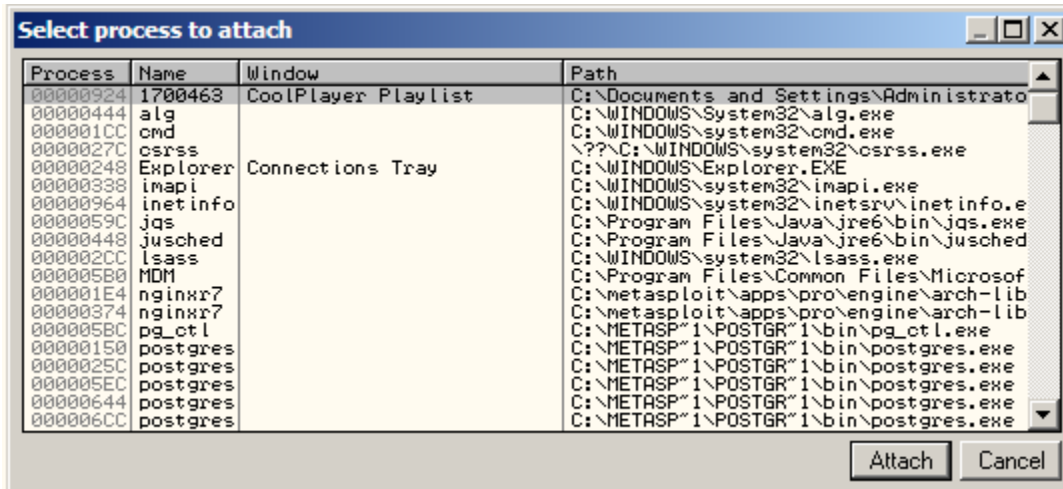 Select process to attach
Process Name Window Path
00000924 1700463 CoolPlayer Playlist C:\Documents and Settings\Administrato
00000444 alg C:\WINDOWS\System32\alg.exe
000001CC cmd C:\WINDOWS\system32\cmd.exe
0000027C csrss \??\C:\WINDOWS\system32\csrss.exe
00000248 Explorer Connections Tray C:\WINDOWS\Explorer.EXE
00000338 imapi C:\WINDOWS\system32\imapi.exe
00000964 inetinfo C:\WINDOWS\system32\inetsrv\inetinfo.e
0000059C jqs C:\Program Files\Java\jre6\bin\jqs.exe
00000448 jusched C:\Program Files\Java\jre6\bin\jusched
000002CC lsass C:\WINDOWS\system32\lsass.exe
000005B0 MDM C:\Program Files\Common Files\Microsof
000001E4 nginxr7 C:\metasploit\apps\pro\engine\arch-lib
00000374 nginxr7 C:\metasploit\apps\pro\engine\arch-lib
000005BC pg_ctl C:\METASP~1\POSTGR~1\bin\pg_ctl.exe
00000150 postgres C:\METASP~1\POSTGR~1\bin\postgres.exe
0000025C postgres C:\METASP~1\POSTGR~1\bin\postgres.exe
000005EC postgres C:\METASP~1\POSTGR~1\bin\postgres.exe
00000644 postgres C:\METASP~1\POSTGR~1\bin\postgres.exe
000006CC postgres C:\METASP~1\POSTGR~1\bin\postgres.exe
Attach Cancel